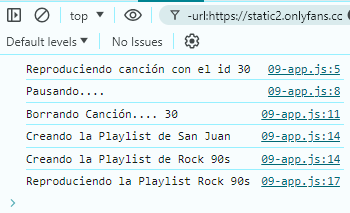 top -url:https://static2.onlyfans.cc
Default levels No Issues
Reproduciendo canción con el id 30 09-app.js:5
Pausando.... 09-app.js:8
Borrando Canción.... 30 09-app.js:11
Creando la Playlist de San Juan 09-app.js:14
Creando la Playlist de Rock 90s 09-app.js:14
Reproduciendo la Playlist Rock 90s 09-app.js:17